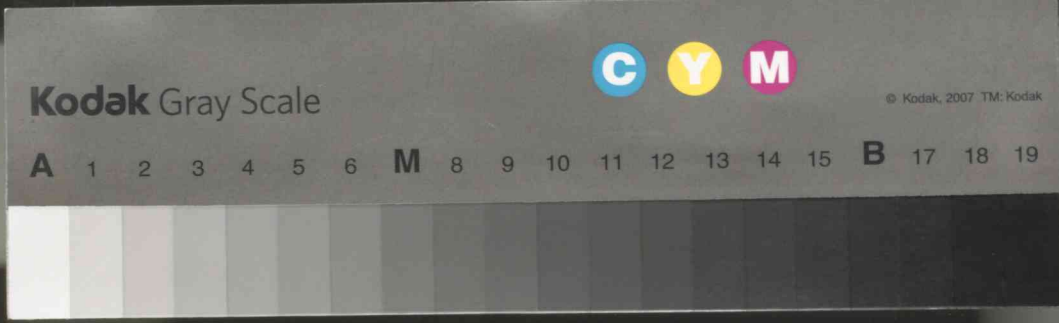 C Y M
Kodak Gray Scale
© Kodak, 2007 TM: Kodak
A 1 2 3 4 5 6 M 8 9 10 11 12 13 14 15 B 17 18 19